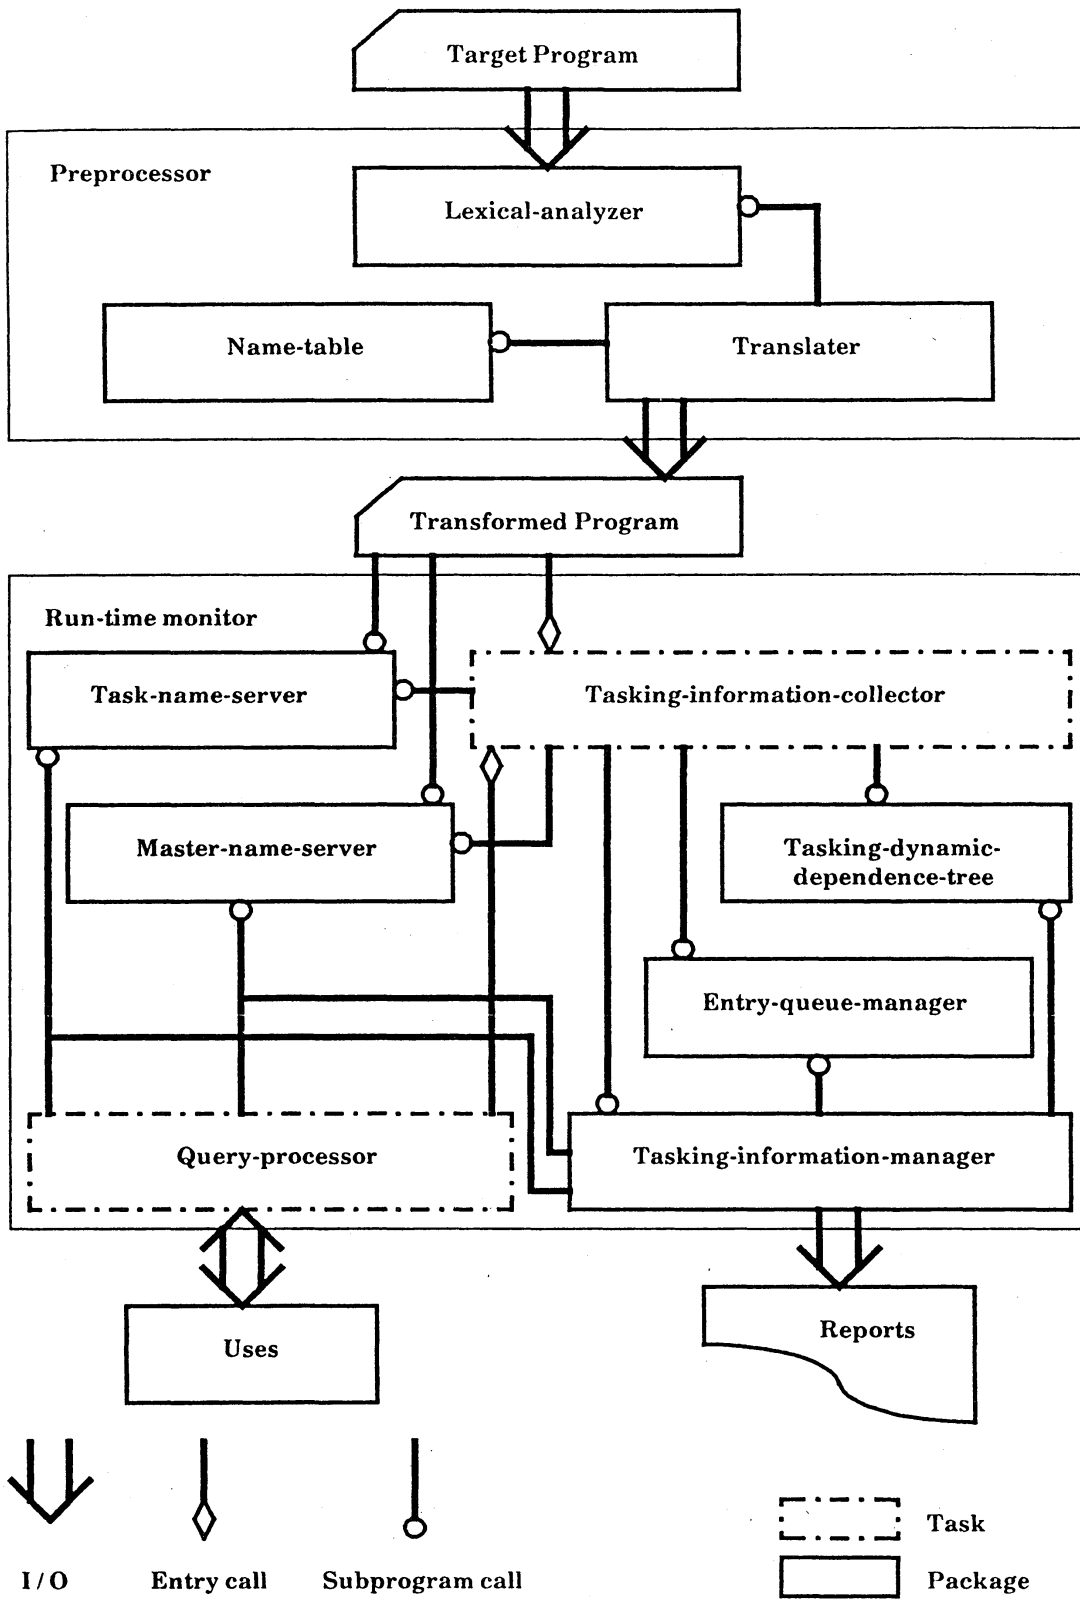 Target Program
Preprocessor
Lexical-analyzer
Name-table
Translater
Transformed Program
Run-time monitor
Task-name-server
Tasking-information-collector
Master-name-server
Tasking-dynamic-
dependence-tree
Entry-queue-manager
Query-processor
Tasking-information-manager
Uses
Reports
I / O
Entry call
Subprogram call
Task
Package